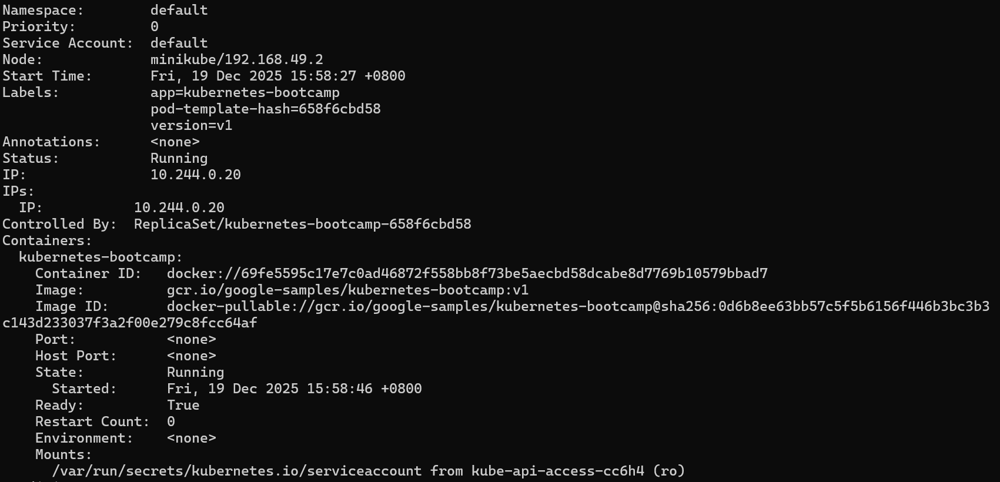 Namespace:        default
Priority:         0
Service Account:  default
Node:             minikube/192.168.49.2
Start Time:       Fri, 19 Dec 2025 15:58:27 +0800
Labels:           app=kubernetes-bootcamp
                  pod-template-hash=658f6cbd58
                  version=v1
Annotations:      <none>
Status:           Running
IP:               10.244.0.20
IPs:
  IP:           10.244.0.20
Controlled By:  ReplicaSet/kubernetes-bootcamp-658f6cbd58
Containers:
  kubernetes-bootcamp:
    Container ID:   docker://69fe5595c17e7c0ad46872f558bb8f73be5aecbd58dcabe8d7769b10579bbad7
    Image:          gcr.io/google-samples/kubernetes-bootcamp:v1
    Image ID:       docker-pullable://gcr.io/google-samples/kubernetes-bootcamp@sha256:0d6b8ee63bb57c5f5b6156f446b3bc3b3
c143d233037f3a2f00e279c8fcc64af
    Port:           <none>
    Host Port:      <none>
    State:          Running
      Started:      Fri, 19 Dec 2025 15:58:46 +0800
    Ready:          True
    Restart Count:  0
    Environment:    <none>
    Mounts:
      /var/run/secrets/kubernetes.io/serviceaccount from kube-api-access-cc6h4 (ro)